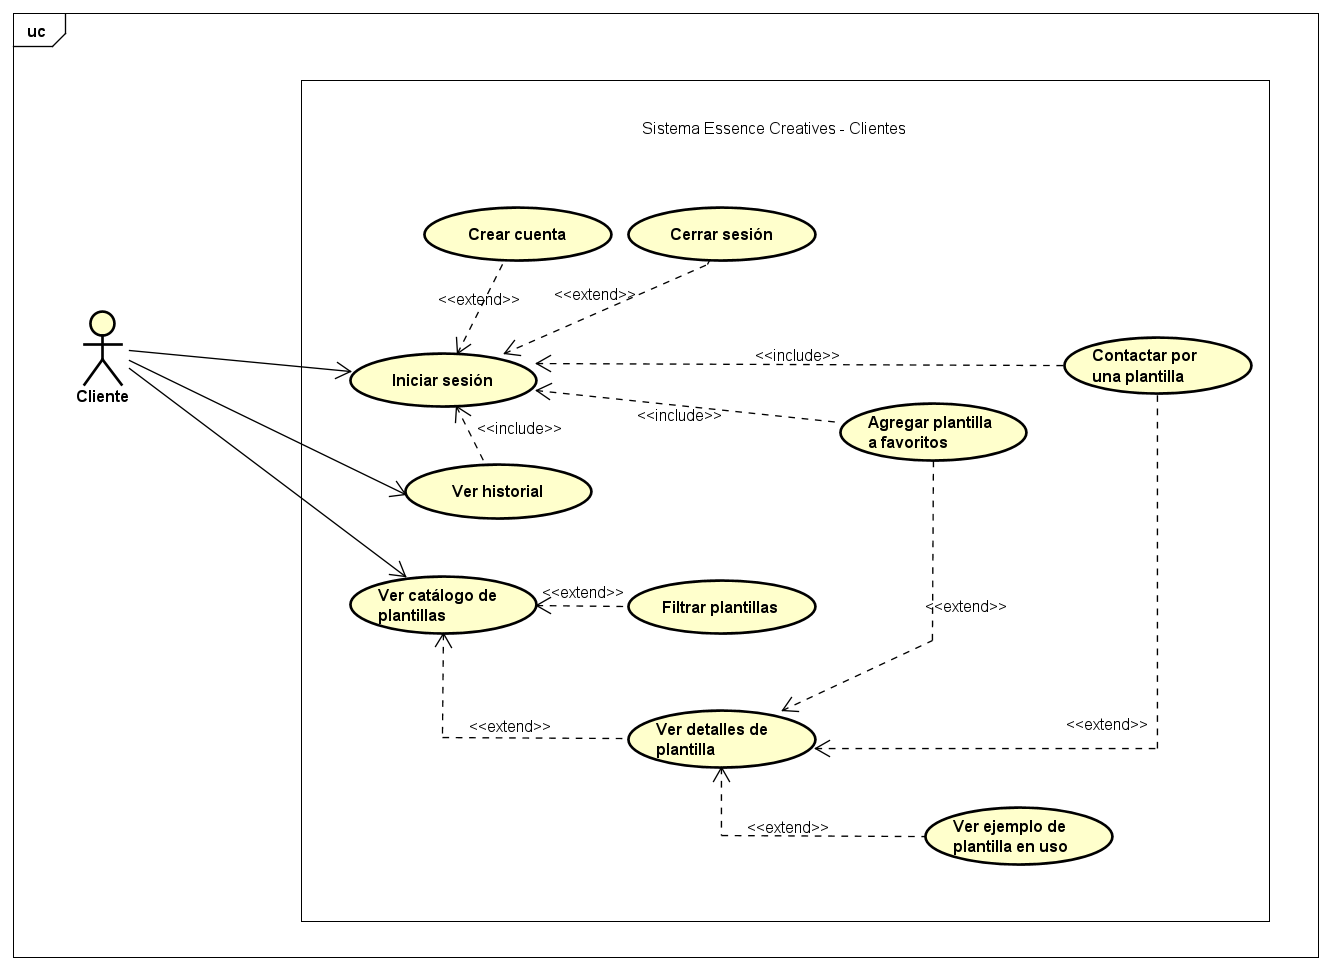 uc
Sistema Essence Creatives - Clientes
Crear cuenta
Cerrar sesión
<<extend>>
<<extend>>
Cliente
Iniciar sesión
<<include>>
Contactar por
una plantilla
<<include>>
Agregar plantilla
a favoritos
<<include>>
Ver historial
Ver catálogo de
plantillas
<<extend>>
Filtrar plantillas
<<extend>>
<<extend>>
Ver detalles de
plantilla
<<extend>>
<<extend>>
Ver ejemplo de
plantilla en uso